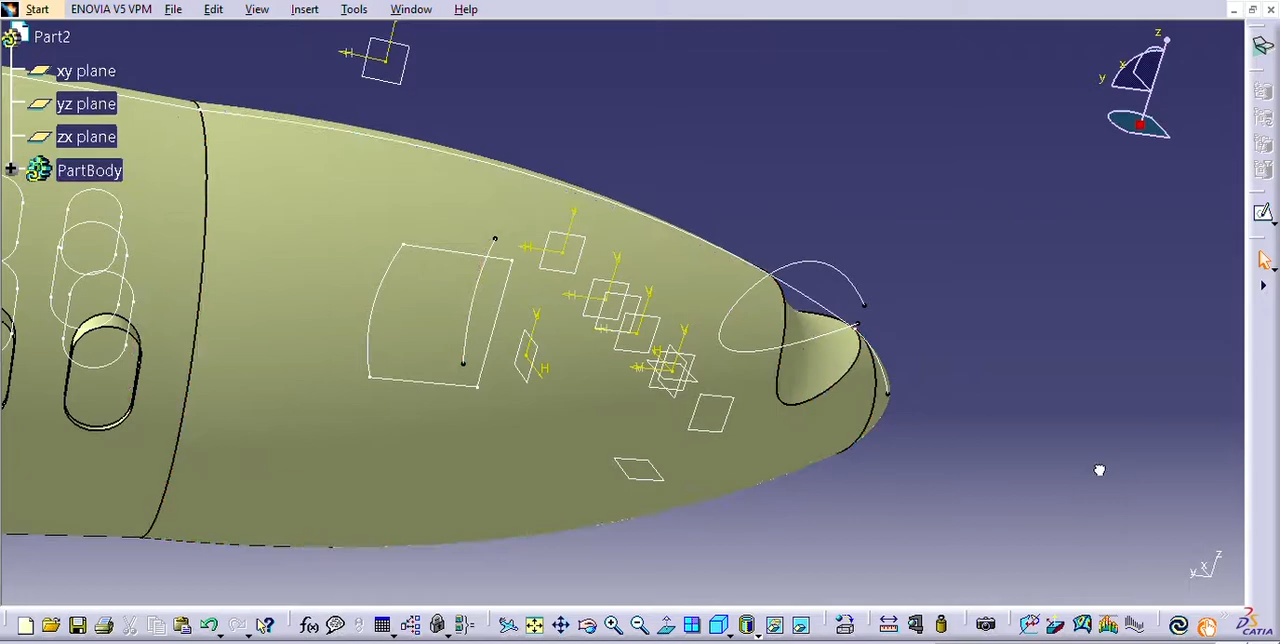 Start ENOVIA V5 VPM File Edit View Insert Tools Window Help
Part2
xy plane
yz plane
zx plane
PartBody
z
x
y
H
V
H
V
H
V
V
V
H
H
H
z
x
y
f(x)
CATIA